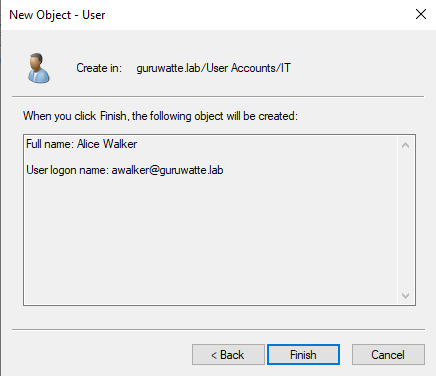 New Object - User
Create in: guruwatte.lab/User Accounts/IT
When you click Finish, the following object will be created:
Full name: Alice Walker
User logon name: awalker@guruwatte.lab
< Back
Finish
Cancel